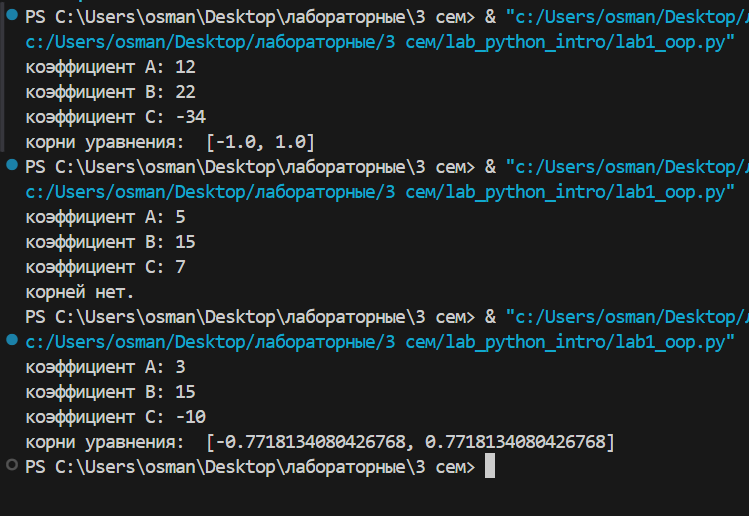 PS C:\Users\osman\Desktop\лабораторные\3 сем> & "c:/Users/osman/Desktop/
c:/Users/osman/Desktop/лабораторные/3 сем/lab_python_intro/lab1_oop.py"
коэффициент A: 12
коэффициент B: 22
коэффициент C: -34
корни уравнения:  [-1.0, 1.0]
PS C:\Users\osman\Desktop\лабораторные\3 сем> & "c:/Users/osman/Desktop/
c:/Users/osman/Desktop/лабораторные/3 сем/lab_python_intro/lab1_oop.py"
коэффициент A: 5
коэффициент B: 15
коэффициент C: 7
корней нет.
PS C:\Users\osman\Desktop\лабораторные\3 сем> & "c:/Users/osman/Desktop/
c:/Users/osman/Desktop/лабораторные/3 сем/lab_python_intro/lab1_oop.py"
коэффициент A: 3
коэффициент B: 15
коэффициент C: -10
корни уравнения:  [-0.7718134080426768, 0.7718134080426768]
PS C:\Users\osman\Desktop\лабораторные\3 сем>